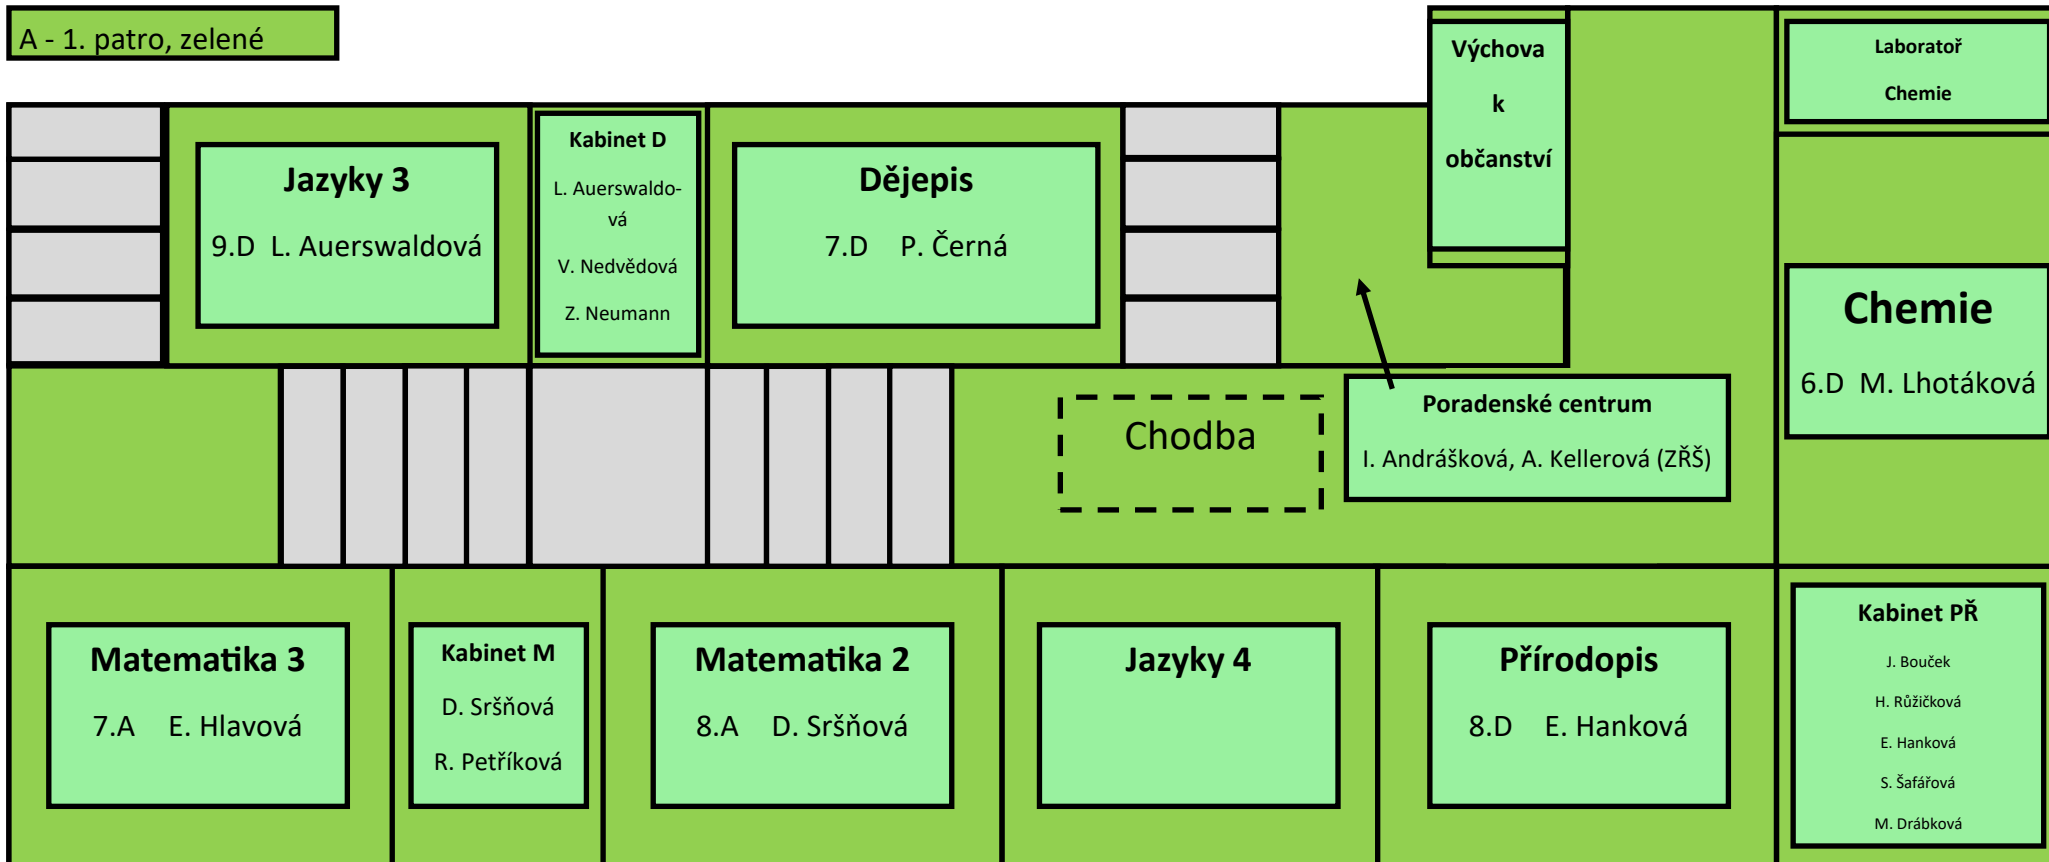 A - 1. patro, zelené
Výchova
k
občanství
Laboratoř
Chemie
Jazyky 3
9.D L. Auerswaldová
Kabinet D
L. Auerswaldo-
vá
V. Nedvědová
Z. Neumann
Dějepis
7.D P. Černá
Chemie
6.D M. Lhotáková
Chodba
Poradenské centrum
I. Andrášková, A. Kellerová (ZŘŠ)
Matematika 3
7.A E. Hlavová
Kabinet M
D. Sršňová
R. Petříková
Matematika 2
8.A D. Sršňová
Jazyky 4
Přírodopis
8.D E. Hanková
Kabinet PŘ
J. Bouček
H. Růžičková
E. Hanková
S. Šafářová
M. Drábková